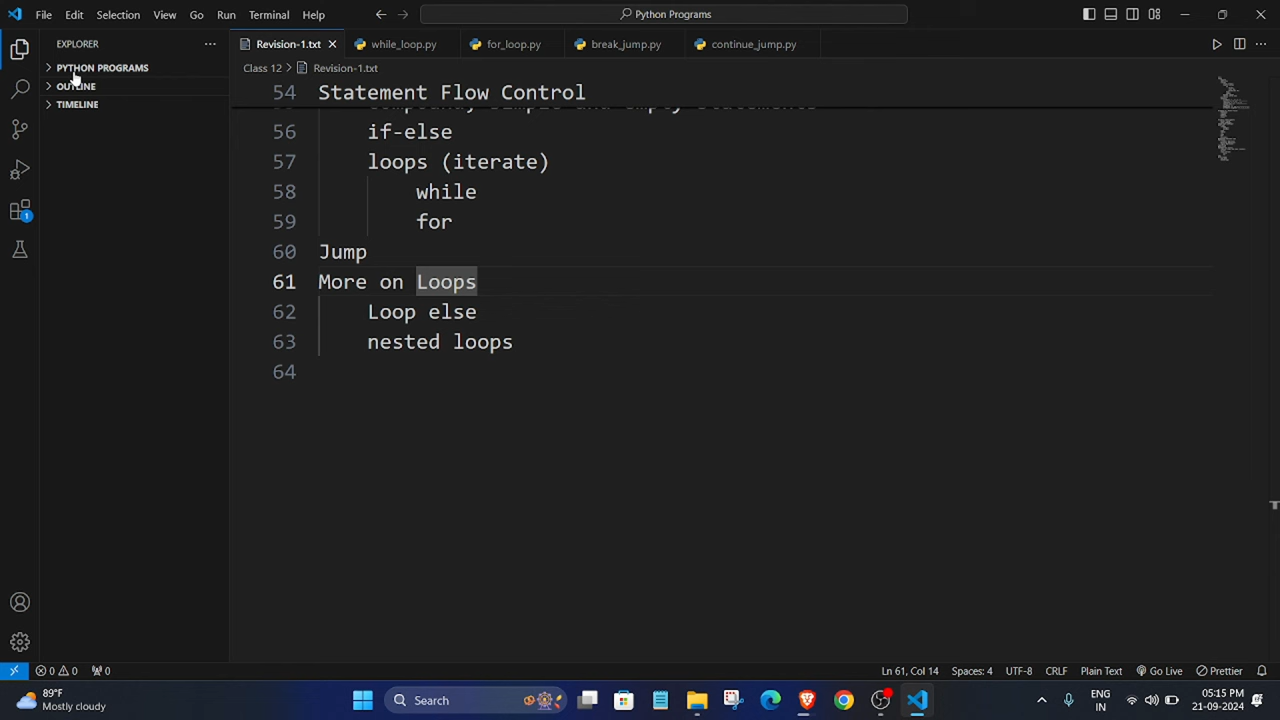 File Edit Selection View Go Run Terminal Help
Python Programs
EXPLORER
PYTHON PROGRAMS
OUTLINE
TIMELINE
Revision-1.txt
while_loop.py
for_loop.py
break_jump.py
continue_jump.py
Class 12 > Revision-1.txt
54 Statement Flow Control
56 if-else
57 loops (iterate)
58 while
59 for
60 Jump
61 More on Loops
62 Loop else
63 nested loops
64
1
0 0 0
Ln 61, Col 14 Spaces: 4 UTF-8 CRLF Plain Text Go Live Prettier
89°F
Mostly cloudy
Search
ENG
IN
05:15 PM
21-09-2024